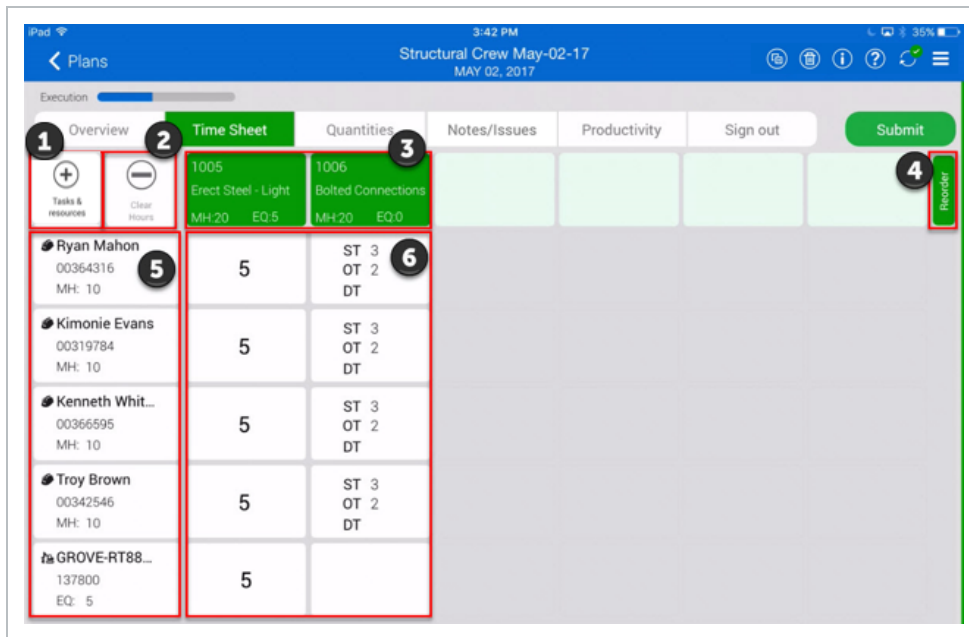 iPad 3:42 PM 35%
Plans
Structural Crew May-02-17
MAY 02, 2017
Execution
Overview Time Sheet Quantities Notes/Issues Productivity Sign out Submit
1 2 3 4
Tasks & resources
Clear Hours
1005
Erect Steel - Light
MH:20 EQ:5
1006
Bolted Connections
MH:20 EQ:0
Reorder
5 6
Ryan Mahon
00364316
MH: 10
5
ST 3
OT 2
DT
Kimonie Evans
00319784
MH: 10
5
ST 3
OT 2
DT
Kenneth Whit...
00366595
MH: 10
5
ST 3
OT 2
DT
Troy Brown
00342546
MH: 10
5
ST 3
OT 2
DT
GROVE-RT88...
137800
EQ: 5
5